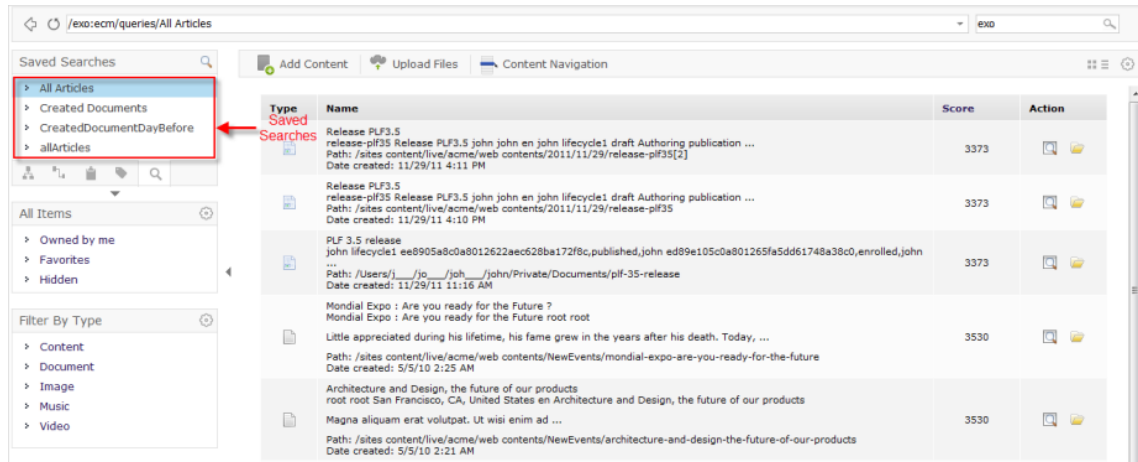 /exo:ecm/queries/All Articles
exo
Saved Searches
Add Content
Upload Files
Content Navigation
All Articles
Created Documents
CreatedDocumentDayBefore
allArticles
Saved
Searches
All Items
Owned by me
Favorites
Hidden
Filter By Type
Content
Document
Image
Music
Video
Type Name Score Action
Release PLF3.5
release-plf35 Release PLF3.5 john john en john lifecycle1 draft Authoring publication ...
Path: /sites content/live/acme/web contents/2011/11/29/release-plf35[2]
Date created: 11/29/11 4:11 PM
3373
Release PLF3.5
release-plf35 Release PLF3.5 john john en john lifecycle1 draft Authoring publication ...
Path: /sites content/live/acme/web contents/2011/11/29/release-plf35
Date created: 11/29/11 4:10 PM
3373
PLF 3.5 release
john lifecycle1 ee8905a8c0a8012622aec628ba172f8c,published,john ed89e105c0a801265fa5dd61748a38c0,enrolled,john
...
Path: /Users/j___/jo___/joh___/john/Private/Documents/plf-35-release
Date created: 11/29/11 11:16 AM
3373
Mondial Expo : Are you ready for the Future ?
Mondial Expo : Are you ready for the Future root root
Little appreciated during his lifetime, his fame grew in the years after his death. Today, ...
Path: /sites content/live/acme/web contents/NewEvents/mondial-expo-are-you-ready-for-the-future
Date created: 5/5/10 2:25 AM
3530
Architecture and Design, the future of our products
root root San Francisco, CA, United States en Architecture and Design, the future of our products
Magna aliquam erat volutpat. Ut wisi enim ad ...
Path: /sites content/live/acme/web contents/NewEvents/architecture-and-design-the-future-of-our-products
Date created: 5/5/10 2:21 AM
3530